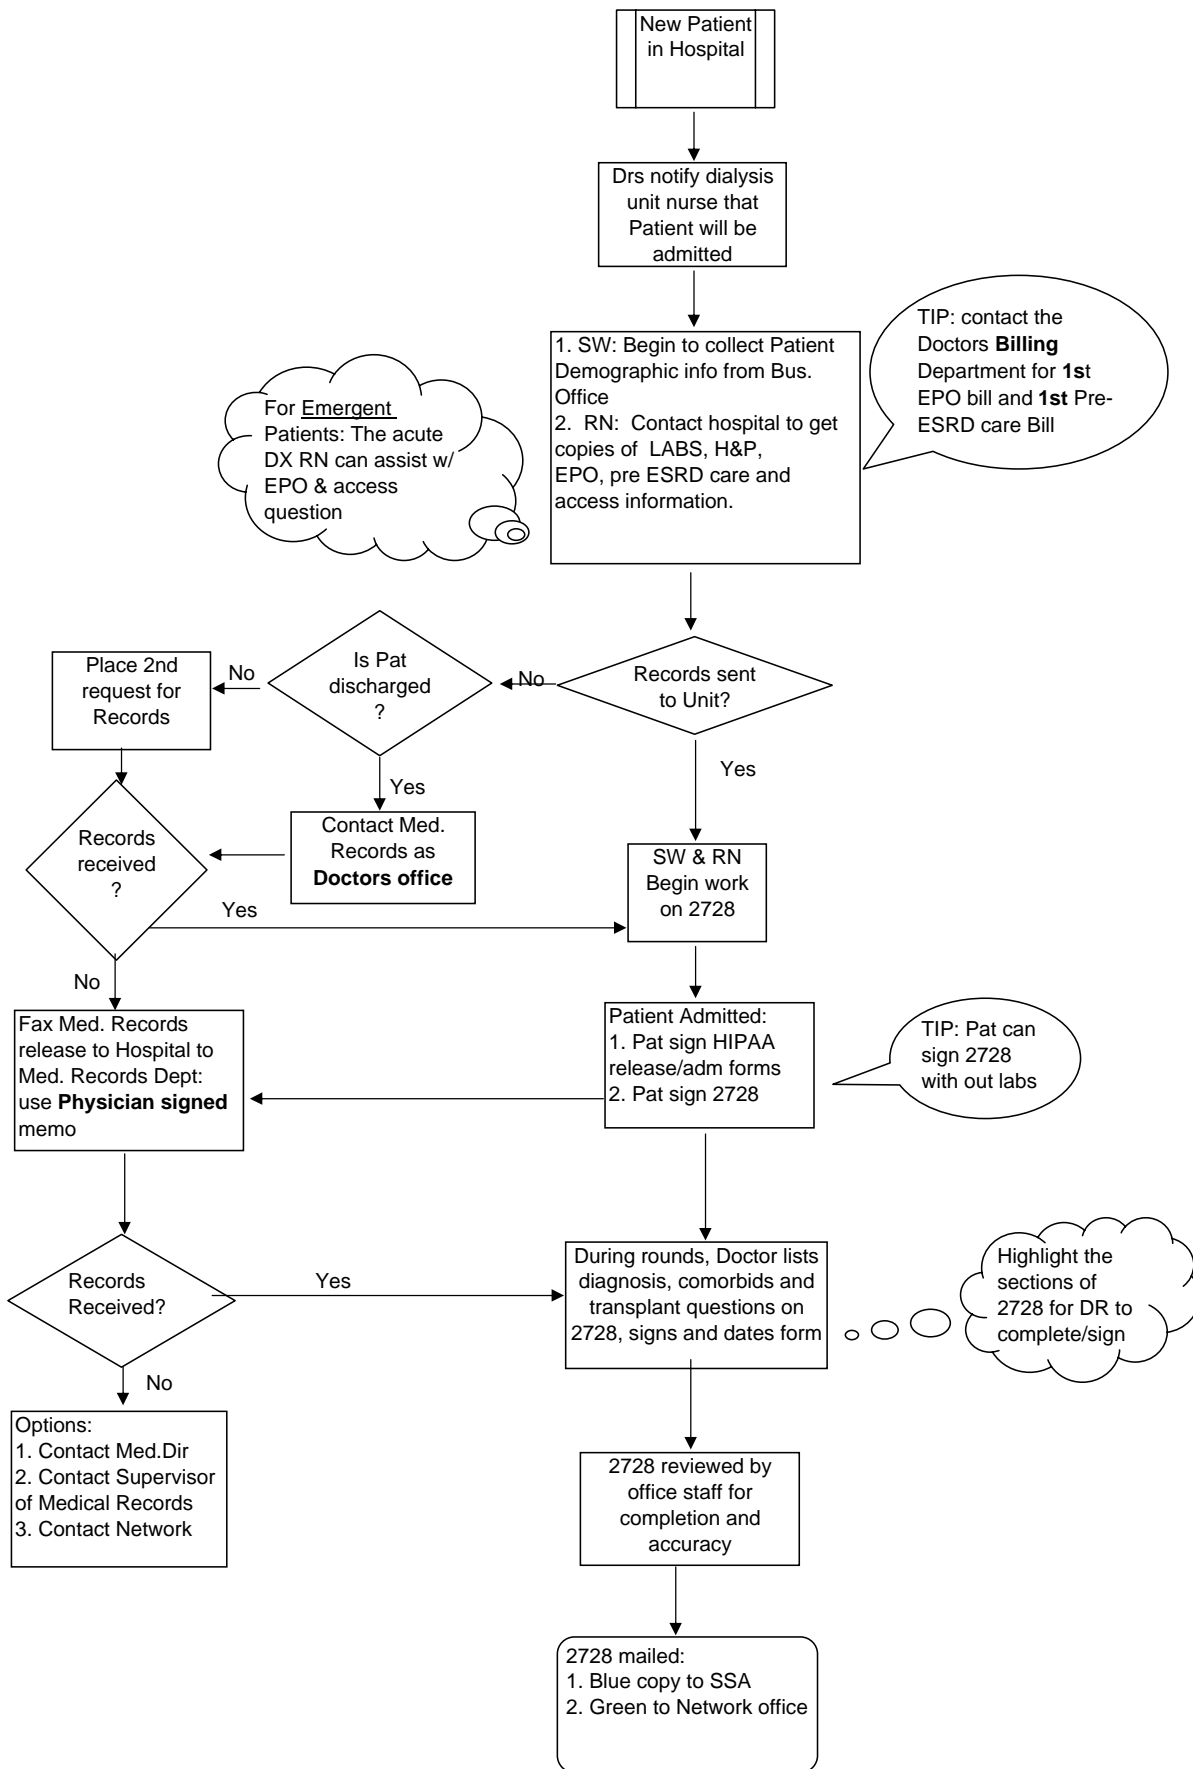 New Patient
in Hospital
Drs notify dialysis
unit nurse that
Patient will be
admitted
TIP: contact the
Doctors Billing
Department for 1st
EPO bill and 1st Pre-
ESRD care Bill
1. SW: Begin to collect Patient
Demographic info from Bus.
Office
2.  RN:  Contact hospital to get
copies of  LABS, H&P,
EPO, pre ESRD care and
access information.
For Emergent
Patients: The acute
DX RN can assist w/
EPO & access
question
Records sent
to Unit?
No
Is Pat
discharged
?
No
Place 2nd
request for
Records
Yes
Yes
Contact Med.
Records as
Doctors office
Records
received
?
Yes
SW & RN
Begin work
on 2728
No
Fax Med. Records
release to Hospital to
Med. Records Dept:
use Physician signed
memo
Patient Admitted:
1. Pat sign HIPAA
release/adm forms
2. Pat sign 2728
TIP: Pat can
sign 2728
with out labs
Records
Received?
Yes
During rounds, Doctor lists
diagnosis, comorbids and
transplant questions on
2728, signs and dates form
Highlight the
sections of
2728 for DR to
complete/sign
No
Options:
1. Contact Med.Dir
2. Contact Supervisor
of Medical Records
3. Contact Network
2728 reviewed by
office staff for
completion and
accuracy
2728 mailed:
1. Blue copy to SSA
2. Green to Network office